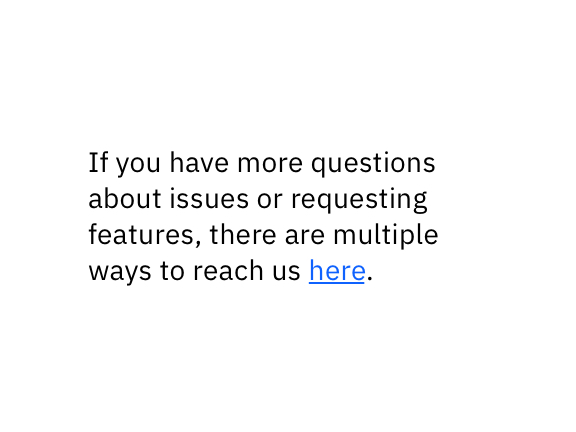 If you have more questions
about issues or requesting
features, there are multiple
ways to reach us here.